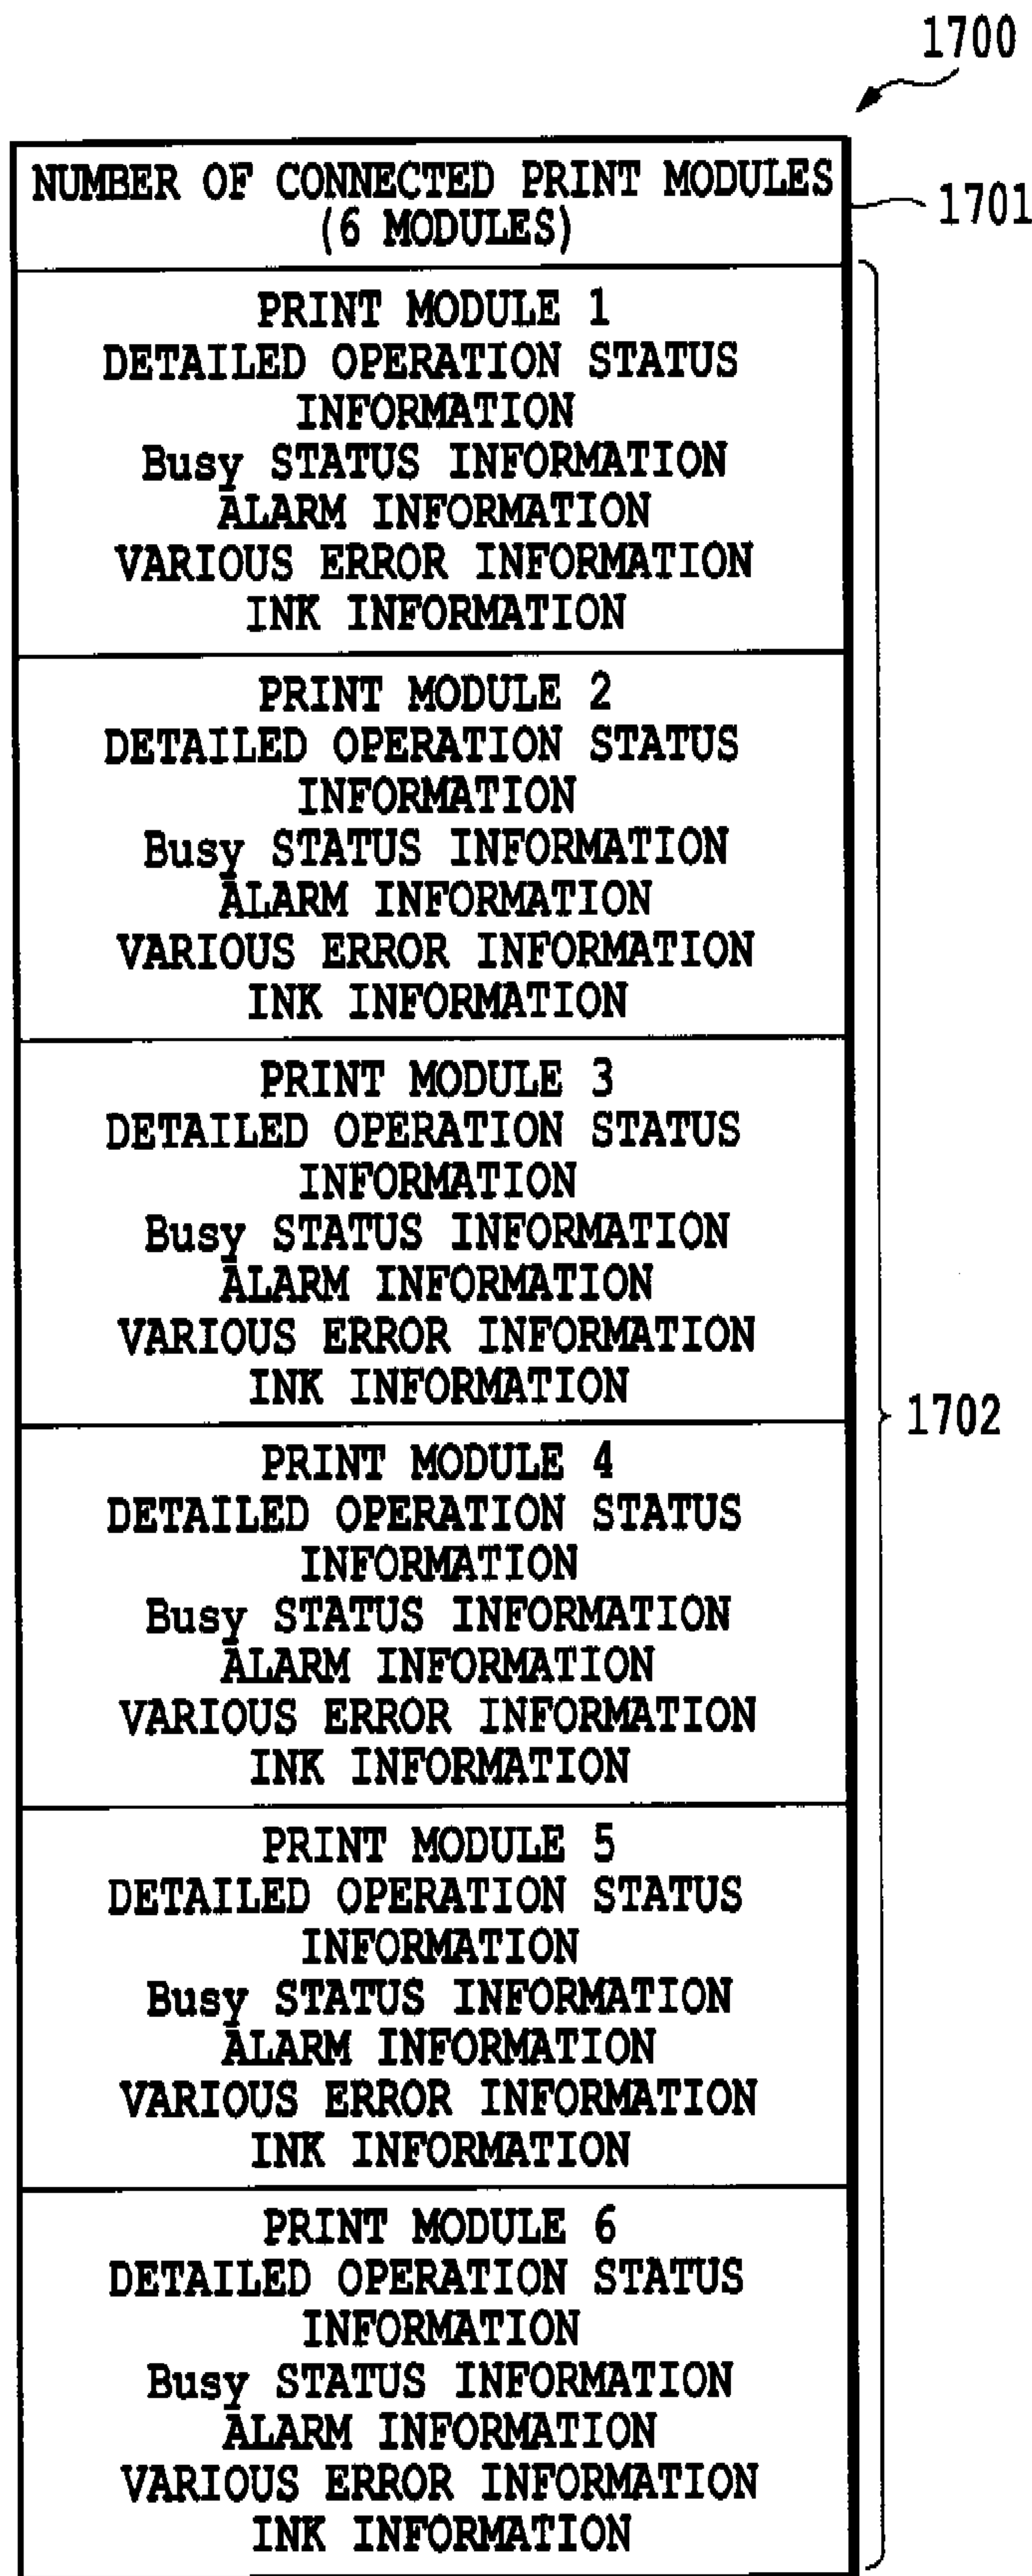 1700
NUMBER OF CONNECTED PRINT MODULES
(6 MODULES)
1701
PRINT MODULE 1
DETAILED OPERATION STATUS
INFORMATION
Busy STATUS INFORMATION
ALARM INFORMATION
VARIOUS ERROR INFORMATION
INK INFORMATION
PRINT MODULE 2
DETAILED OPERATION STATUS
INFORMATION
Busy STATUS INFORMATION
ALARM INFORMATION
VARIOUS ERROR INFORMATION
INK INFORMATION
PRINT MODULE 3
DETAILED OPERATION STATUS
INFORMATION
Busy STATUS INFORMATION
ALARM INFORMATION
VARIOUS ERROR INFORMATION
INK INFORMATION
1702
PRINT MODULE 4
DETAILED OPERATION STATUS
INFORMATION
Busy STATUS INFORMATION
ALARM INFORMATION
VARIOUS ERROR INFORMATION
INK INFORMATION
PRINT MODULE 5
DETAILED OPERATION STATUS
INFORMATION
Busy STATUS INFORMATION
ALARM INFORMATION
VARIOUS ERROR INFORMATION
INK INFORMATION
PRINT MODULE 6
DETAILED OPERATION STATUS
INFORMATION
Busy STATUS INFORMATION
ALARM INFORMATION
VARIOUS ERROR INFORMATION
INK INFORMATION